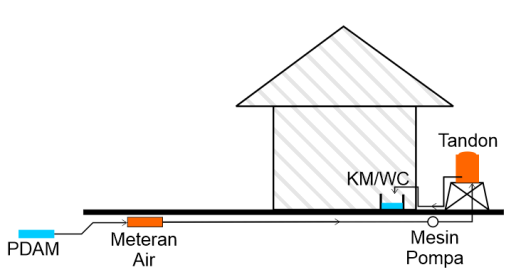 Tandon
KM/WC
PDAM
Meteran
Air
Mesin
Pompa